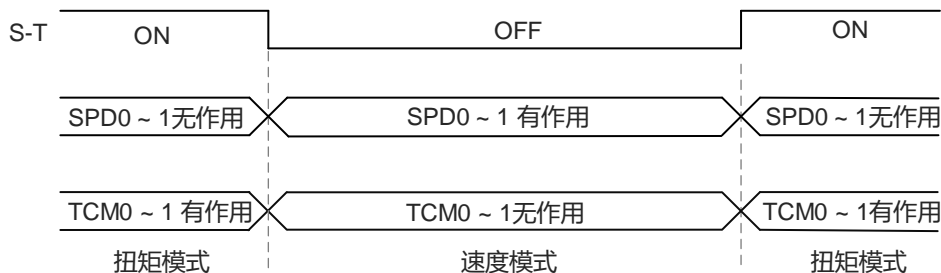 S-T ON OFF ON
SPD0 ~ 1无作用 SPD0 ~ 1 有作用 SPD0 ~ 1无作用
TCM0 ~ 1 有作用 TCM0 ~ 1无作用 TCM0 ~ 1有作用
扭矩模式 速度模式 扭矩模式